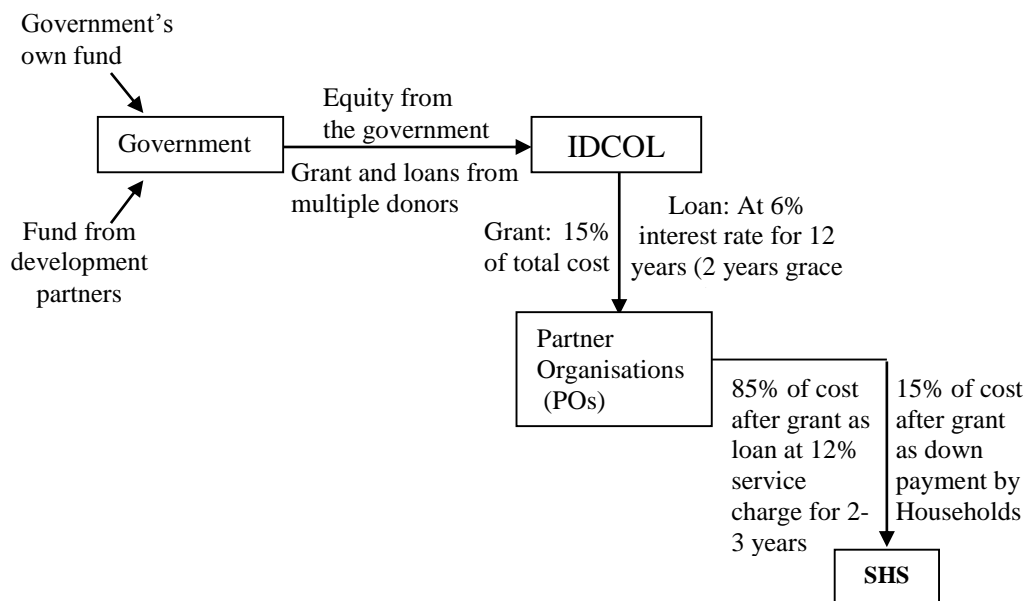 Government’s
own fund
Equity from
the government
Government
IDCOL
Grant and loans from
multiple donors
Fund from
development
partners
Grant: 15%
of total cost
Loan: At 6%
interest rate for 12
years (2 years grace
Partner
Organisations
(POs)
85% of cost
after grant as
loan at 12%
service
charge for 2-
3 years
15% of cost
after grant
as down
payment by
Households
SHS